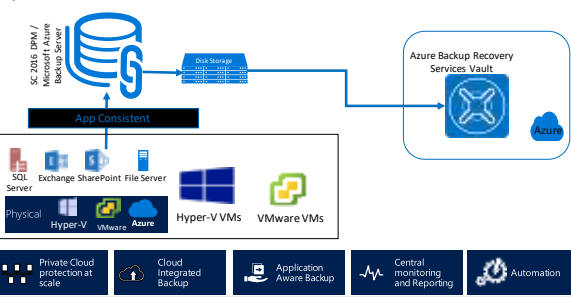 SC 2016 DPM /
Microsoft Azure
Backup Server
Disk Storage
Azure Backup Recovery
Services Vault
Azure
App Consistent
SQL
Server
Exchange
SharePoint
File Server
Physical
Hyper-V
VMware
Azure
Hyper-V VMs
VMware VMs
Private Cloud
protection at
scale
Cloud
Integrated
Backup
Application
Aware Backup
Central
monitoring
and Reporting
Automation